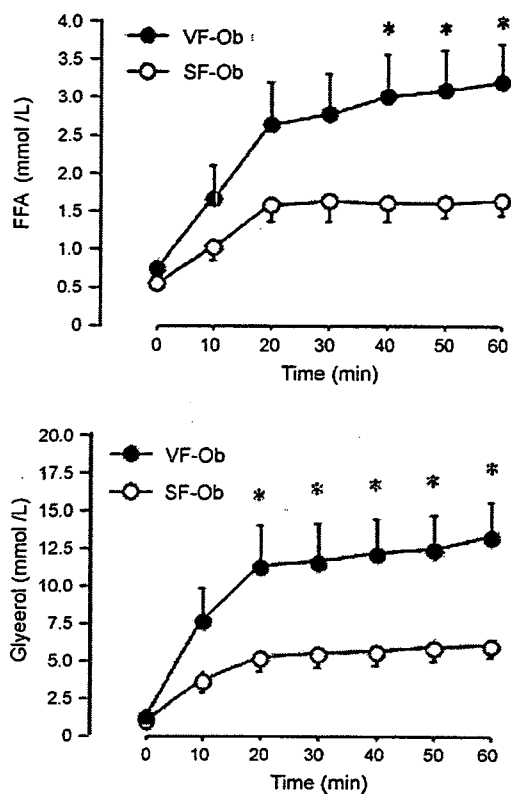 4.0
3.5
3.0
2.5
2.0
1.5
1.0
0.5
0
FFA (mmol /L)
VF-Ob
SF-Ob
* * *
0 10 20 30 40 50 60
Time (min)
20.0
17.5
15.0
12.5
10.0
7.5
5.0
2.5
0
Glyeerol (mmol /L)
VF-Ob
SF-Ob
* * * * *
0 10 20 30 40 50 60
Time (min)